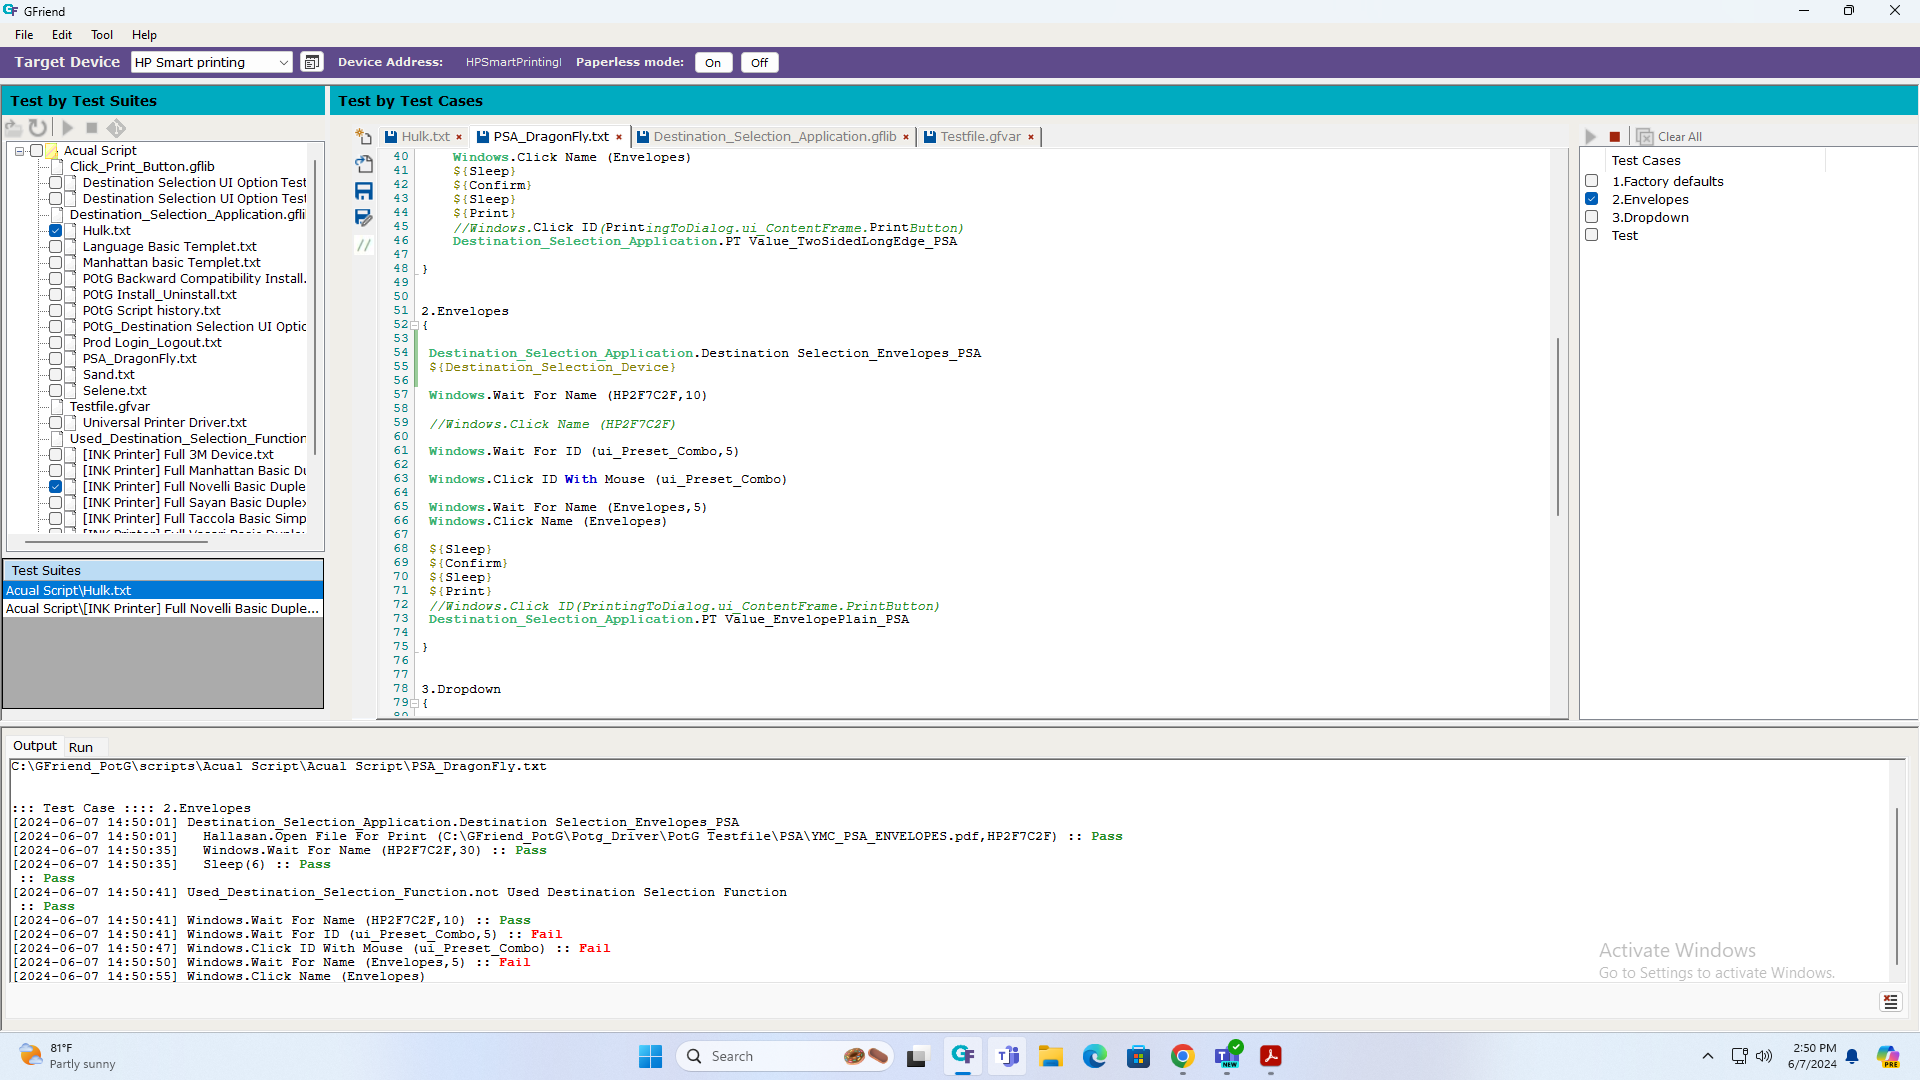 GFriend
File Edit Tool Help
Target Device HP Smart printing Device Address: HPSmartPrintingI Paperless mode: On Off
Test by Test Suites
Acual Script
Click_Print_Button.gflib
Destination Selection UI Option Test
Destination Selection UI Option Test
Destination_Selection_Application.gfli
Hulk.txt
Language Basic Templet.txt
Manhattan basic Templet.txt
POtG Backward Compatibility Install.
POtG Install_Uninstall.txt
POtG Script history.txt
POtG_Destination Selection UI Optic
Prod Login_Logout.txt
PSA_DragonFly.txt
Sand.txt
Selene.txt
Testfile.gfvar
Universal Printer Driver.txt
Used_Destination_Selection_Function
[INK Printer] Full 3M Device.txt
[INK Printer] Full Manhattan Basic Du
[INK Printer] Full Novelli Basic Duple
[INK Printer] Full Sayan Basic Duplex
[INK Printer] Full Taccola Basic Simp
Test Suites
Acual Script\Hulk.txt
Acual Script\[INK Printer] Full Novelli Basic Duple...
Test by Test Cases
Hulk.txt PSA_DragonFly.txt Destination_Selection_Application.gflib Testfile.gfvar
40 Windows.Click Name (Envelopes)
41 ${Sleep}
42 ${Confirm}
43 ${Sleep}
44 ${Print}
45 //Windows.Click ID(PrintingToDialog.ui_ContentFrame.PrintButton)
46 Destination_Selection_Application.PT Value_TwoSidedLongEdge_PSA
47
48 }
49
50
51 2.Envelopes
52 {
53
54 Destination_Selection_Application.Destination Selection_Envelopes_PSA
55 ${Destination_Selection_Device}
56
57 Windows.Wait For Name (HP2F7C2F,10)
58
59 //Windows.Click Name (HP2F7C2F)
60
61 Windows.Wait For ID (ui_Preset_Combo,5)
62
63 Windows.Click ID With Mouse (ui_Preset_Combo)
64
65 Windows.Wait For Name (Envelopes,5)
66 Windows.Click Name (Envelopes)
67
68 ${Sleep}
69 ${Confirm}
70 ${Sleep}
71 ${Print}
72 //Windows.Click ID(PrintingToDialog.ui_ContentFrame.PrintButton)
73 Destination_Selection_Application.PT Value_EnvelopePlain_PSA
74
75 }
76
77
78 3.Dropdown
79 {
80
Clear All
Test Cases
1.Factory defaults
2.Envelopes
3.Dropdown
Test
Output Run
C:\GFriend_PotG\scripts\Acual Script\Acual Script\PSA_DragonFly.txt
::: Test Case :::: 2.Envelopes
[2024-06-07 14:50:01] Destination_Selection_Application.Destination Selection_Envelopes_PSA
[2024-06-07 14:50:01] Hallasan.Open File For Print (C:\GFriend_PotG\Potg_Driver\PotG Testfile\PSA\YMC_PSA_ENVELOPES.pdf,HP2F7C2F) :: Pass
[2024-06-07 14:50:35] Windows.Wait For Name (HP2F7C2F,30) :: Pass
[2024-06-07 14:50:35] Sleep(6) :: Pass
:: Pass
[2024-06-07 14:50:41] Used_Destination_Selection_Function.not Used Destination Selection Function
:: Pass
[2024-06-07 14:50:41] Windows.Wait For Name (HP2F7C2F,10) :: Pass
[2024-06-07 14:50:41] Windows.Wait For ID (ui_Preset_Combo,5) :: Fail
[2024-06-07 14:50:47] Windows.Click ID With Mouse (ui_Preset_Combo) :: Fail
[2024-06-07 14:50:50] Windows.Wait For Name (Envelopes,5) :: Fail
[2024-06-07 14:50:55] Windows.Click Name (Envelopes)
Activate Windows
Go to Settings to activate Windows.
81°F
Partly sunny
Search
2:50 PM
6/7/2024